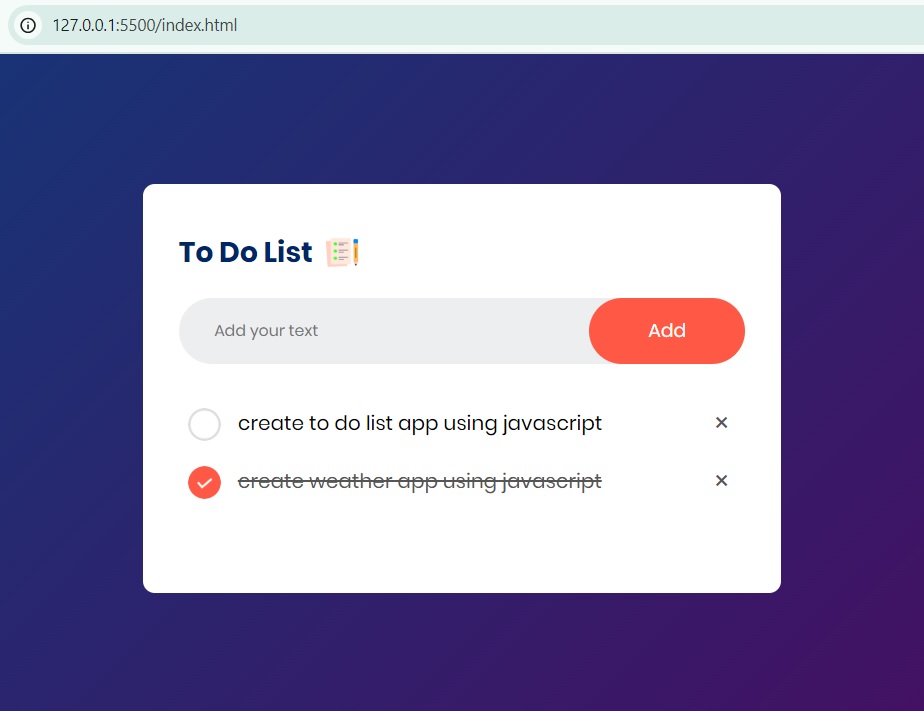 127.0.0.1:5500/index.html
To Do List
Add your text
Add
create to do list app using javascript
create weather app using javascript